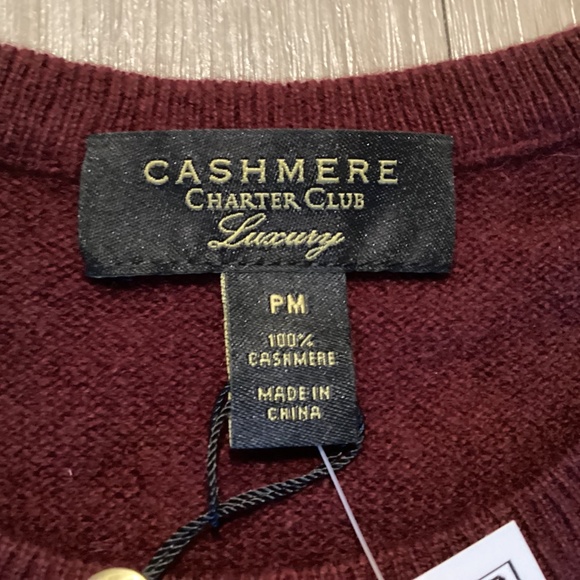 CASHMERE
CHARTER CLUB
Luxury
PM
100%
CASHMERE
MADE IN
CHINA